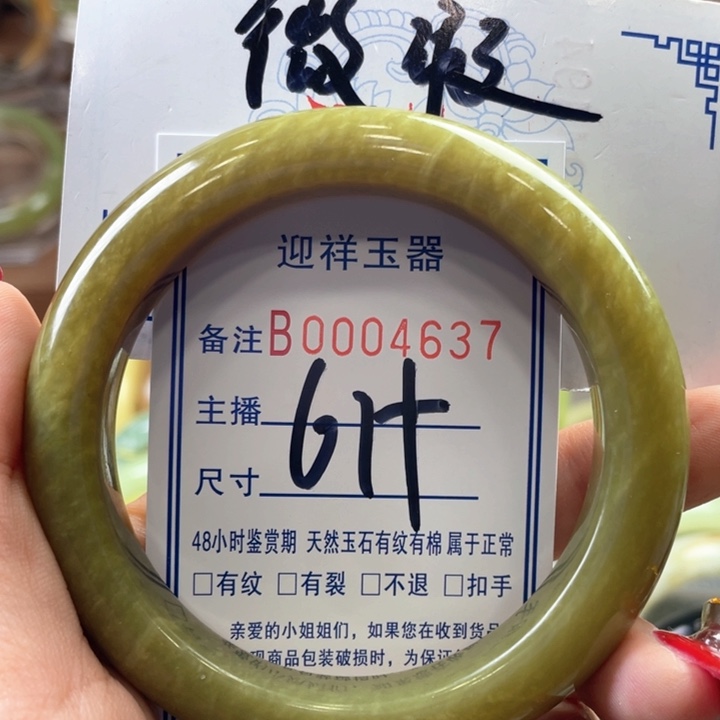 迎祥玉器
备注B0004637
主播
尺寸
48小时鉴赏期 天然玉石有纹有棉属于正常
□有纹 □有裂 □不退 □扣手
亲爱的小姐姐们，如果您在收到货品
现商品包装破损时，为保证